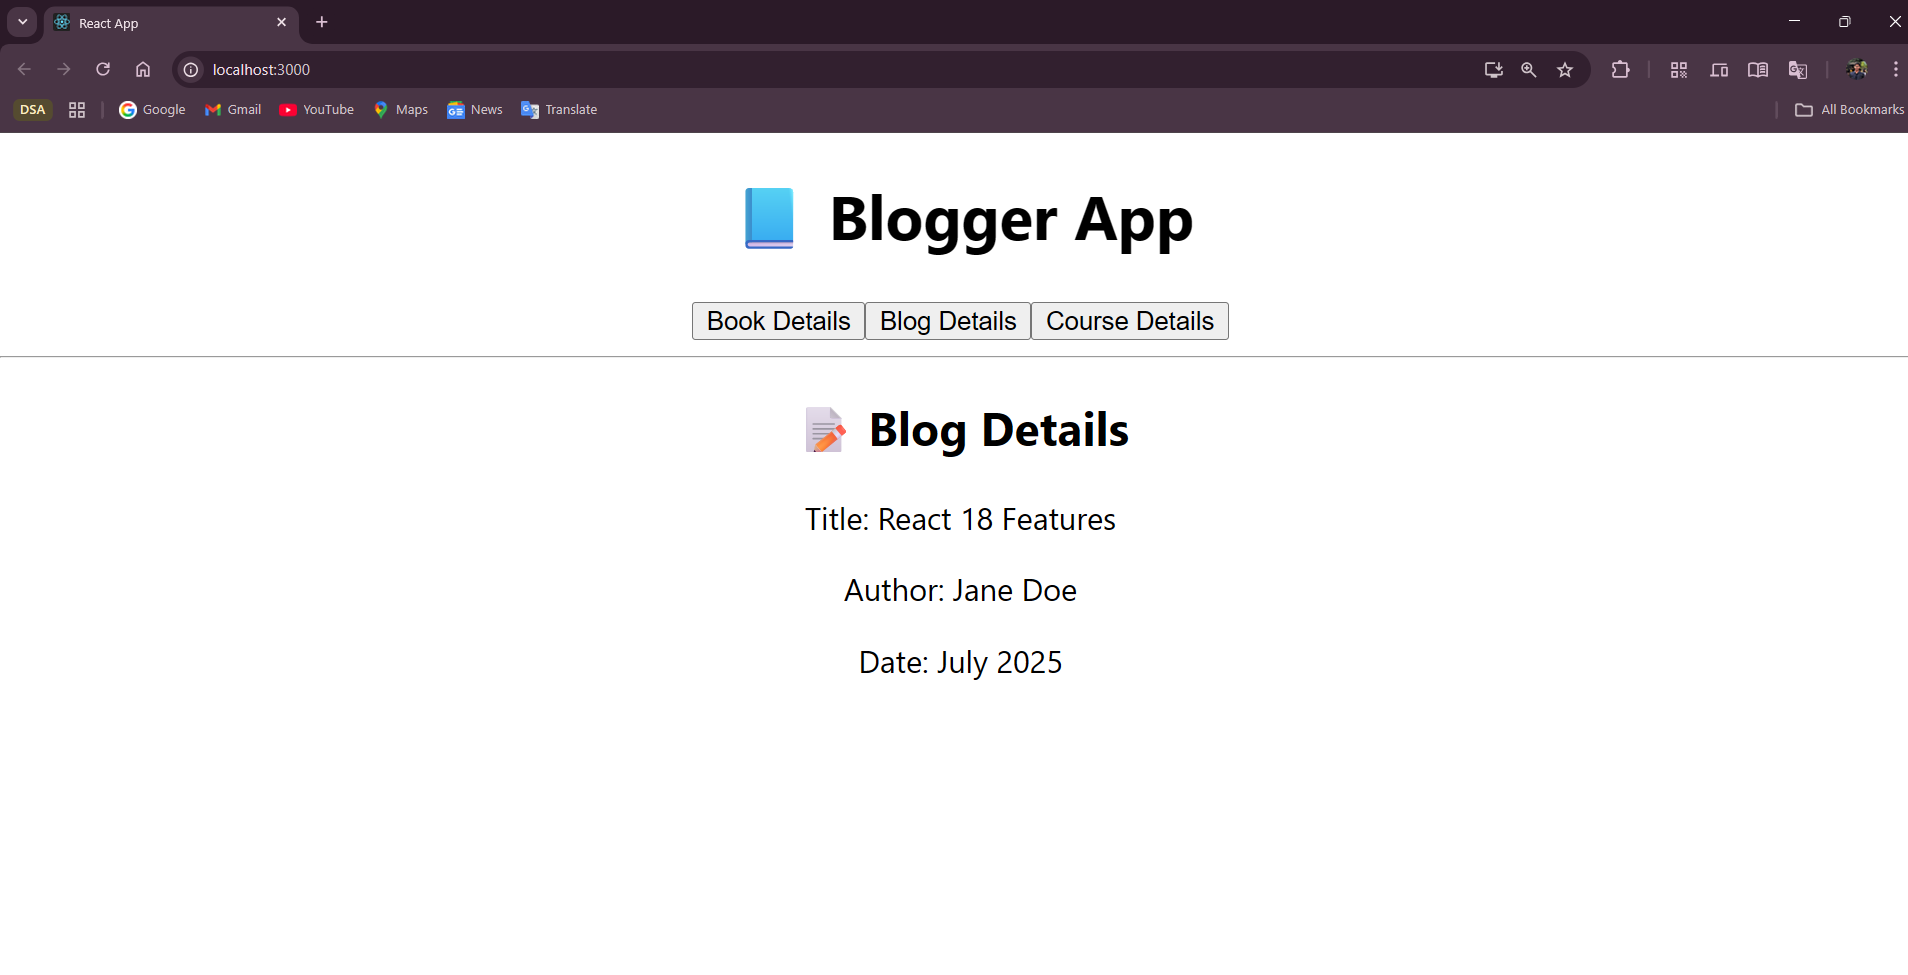 React App
localhost:3000
DSA Google Gmail YouTube Maps News Translate All Bookmarks
Blogger App
Book Details Blog Details Course Details
Blog Details
Title: React 18 Features
Author: Jane Doe
Date: July 2025